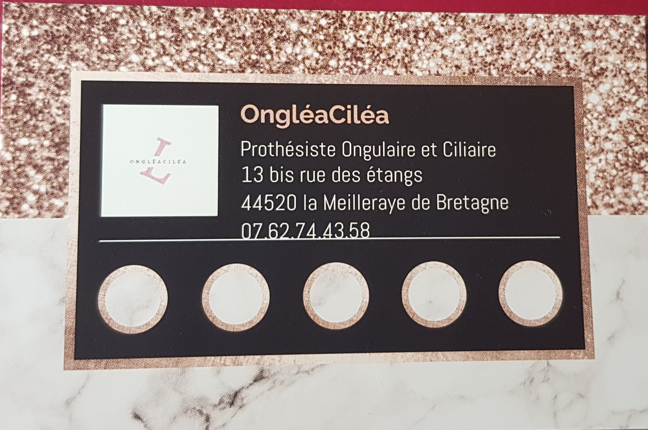 OngléaCiléa
ONGLÉACILÉA
L
Prothésiste Ongulaire et Ciliaire
13 bis rue des étangs
44520 la Meilleraye de Bretagne
07.62.74.43.58